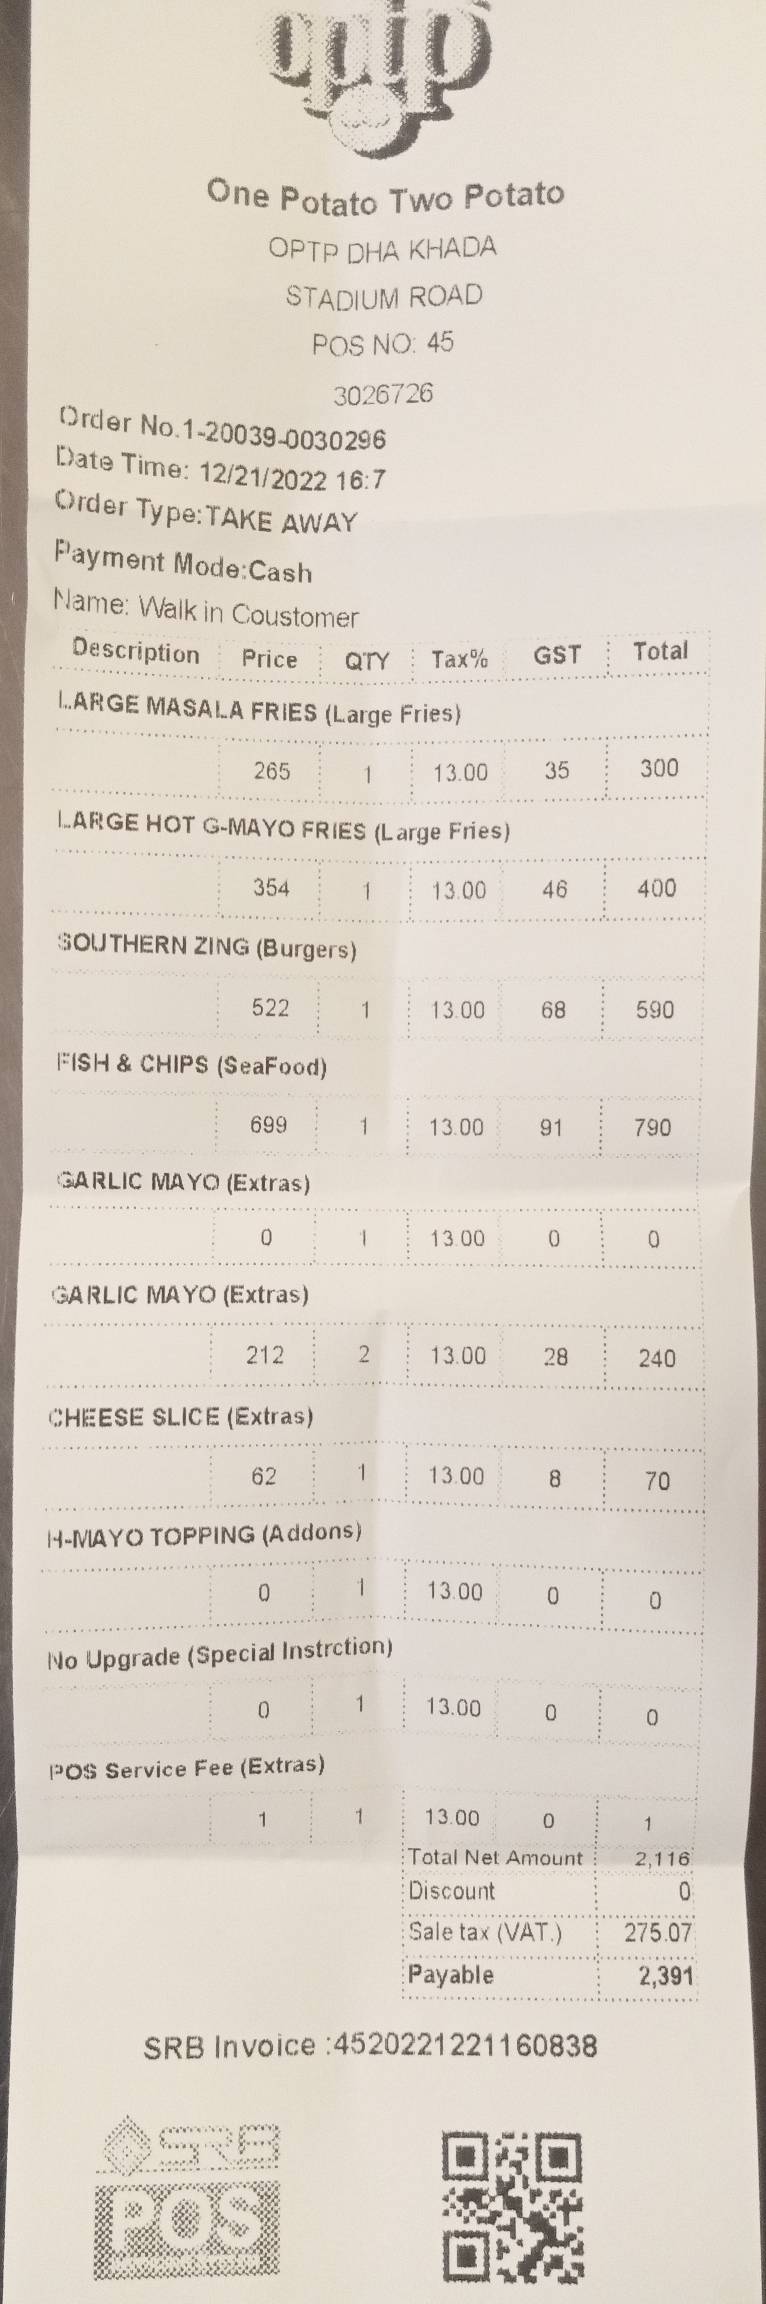 optp
One Potato Two Potato
OPTP DHA KHADA
STADIUM ROAD
POS NO: 45
3026726
Order No.1-20039-0030296
Date Time: 12/21/2022 16:7
Order Type:TAKE AWAY
Payment Mode:Cash
Name: Walk in Coustomer
Description Price QTY Tax% GST Total
LARGE MASALA FRIES (Large Fries)
265 1 13.00 35 300
LARGE HOT G-MAYO FRIES (Large Fries)
354 1 13.00 46 400
SOUTHERN ZING (Burgers)
522 1 13.00 68 590
FISH & CHIPS (SeaFood)
699 1 13.00 91 790
GARLIC MAYO (Extras)
0 1 13.00 0 0
GARLIC MAYO (Extras)
212 2 13.00 28 240
CHEESE SLICE (Extras)
62 1 13.00 8 70
H-MAYO TOPPING (Addons)
0 1 13.00 0 0
No Upgrade (Special Instrction)
0 1 13.00 0 0
POS Service Fee (Extras)
1 1 13.00 0 1
Total Net Amount 2,116
Discount 0
Sale tax (VAT.) 275.07
Payable 2,391
SRB Invoice :4520221221160838
SRB
POS